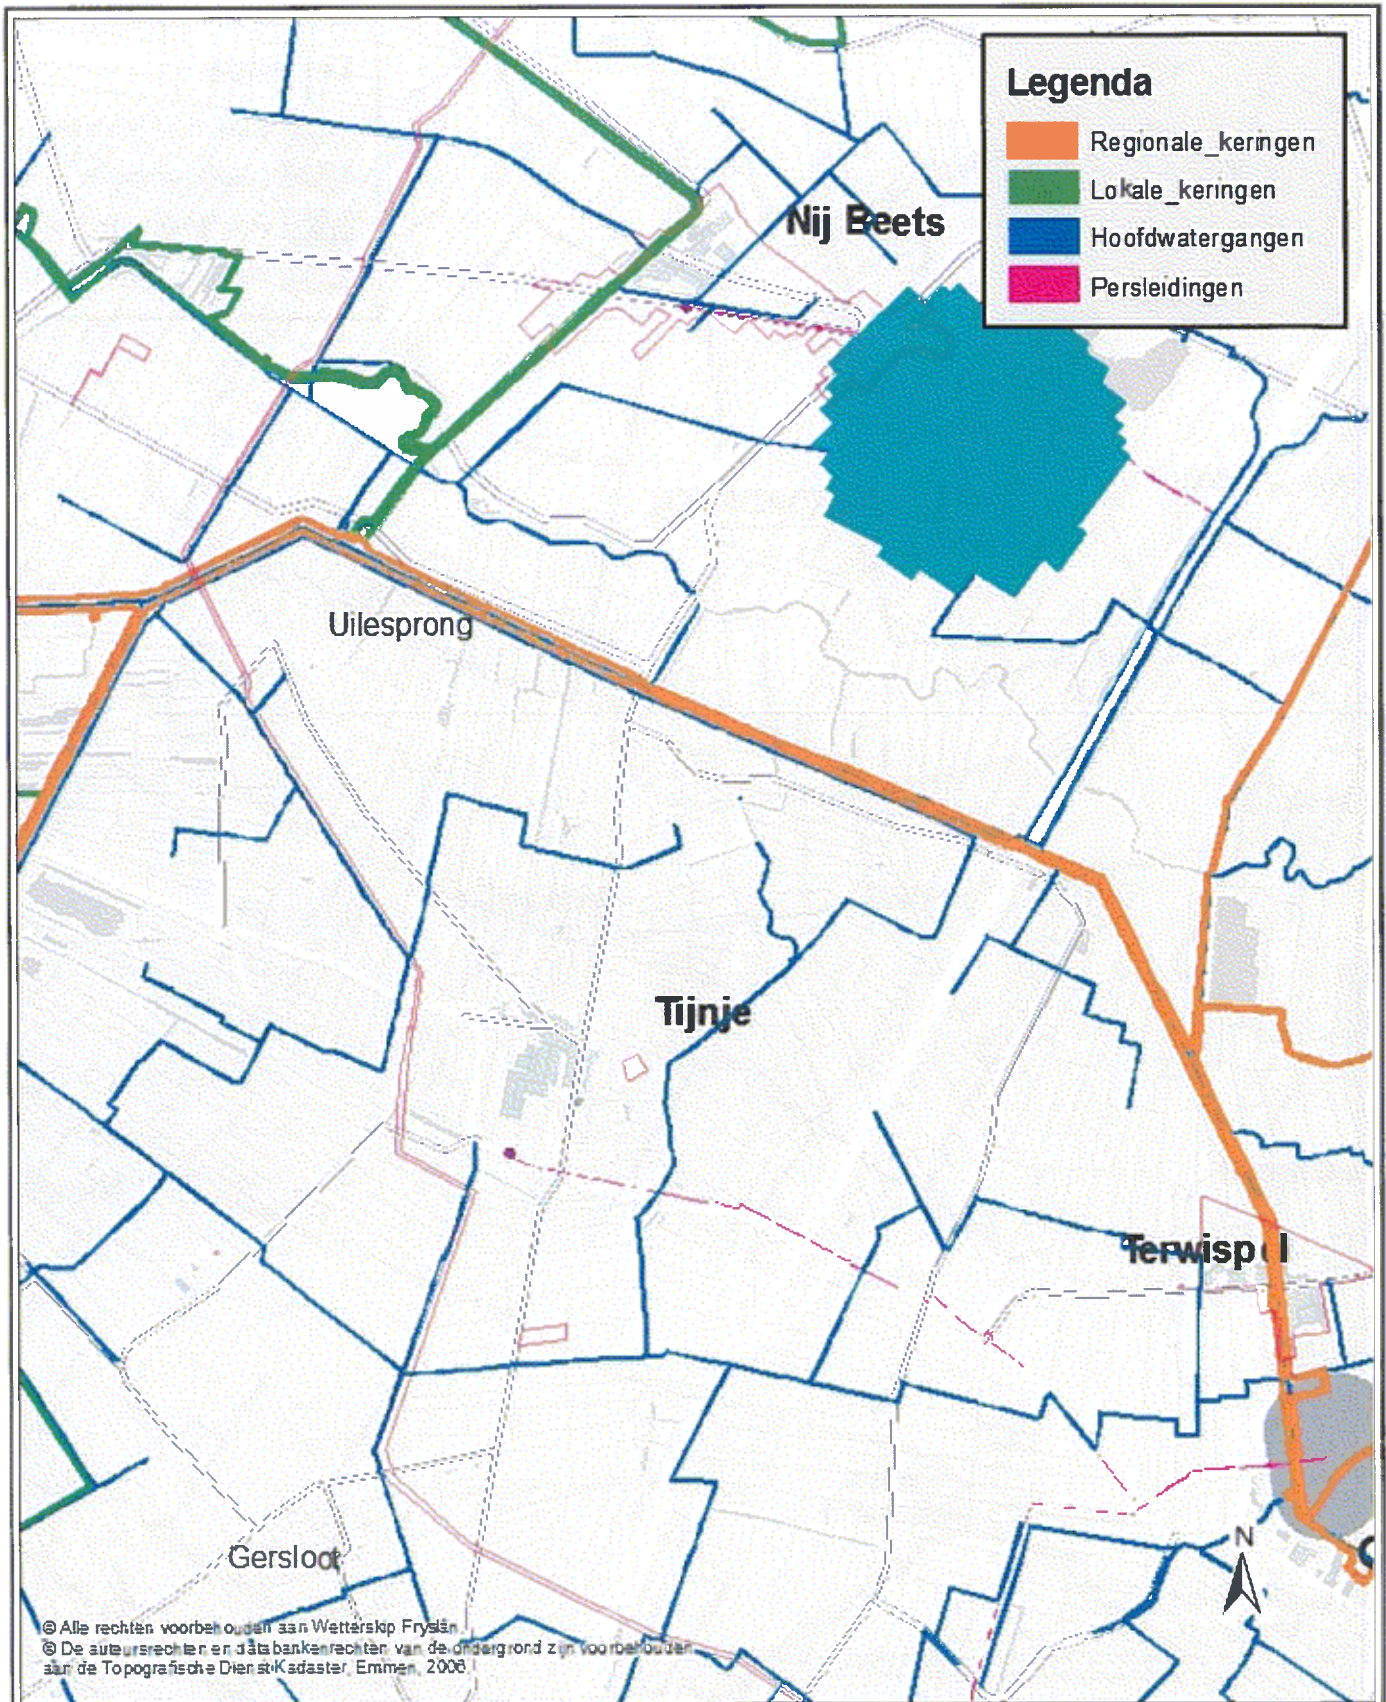 Legenda
Regionale_keringen
Lokale_keringen
Hoofdwatergangen
Persleidingen
Nij Beets
Uilesprong
Tijnje
Terwispel
N
Gersloot
© Alle rechten voorbehouden aan Wetterskip Fryslân.
© De auteursrechten en databankenrechten van de ondergrond zijn voorbehouden
aan de Topografische Dienst Kadaster, Emmen, 2006